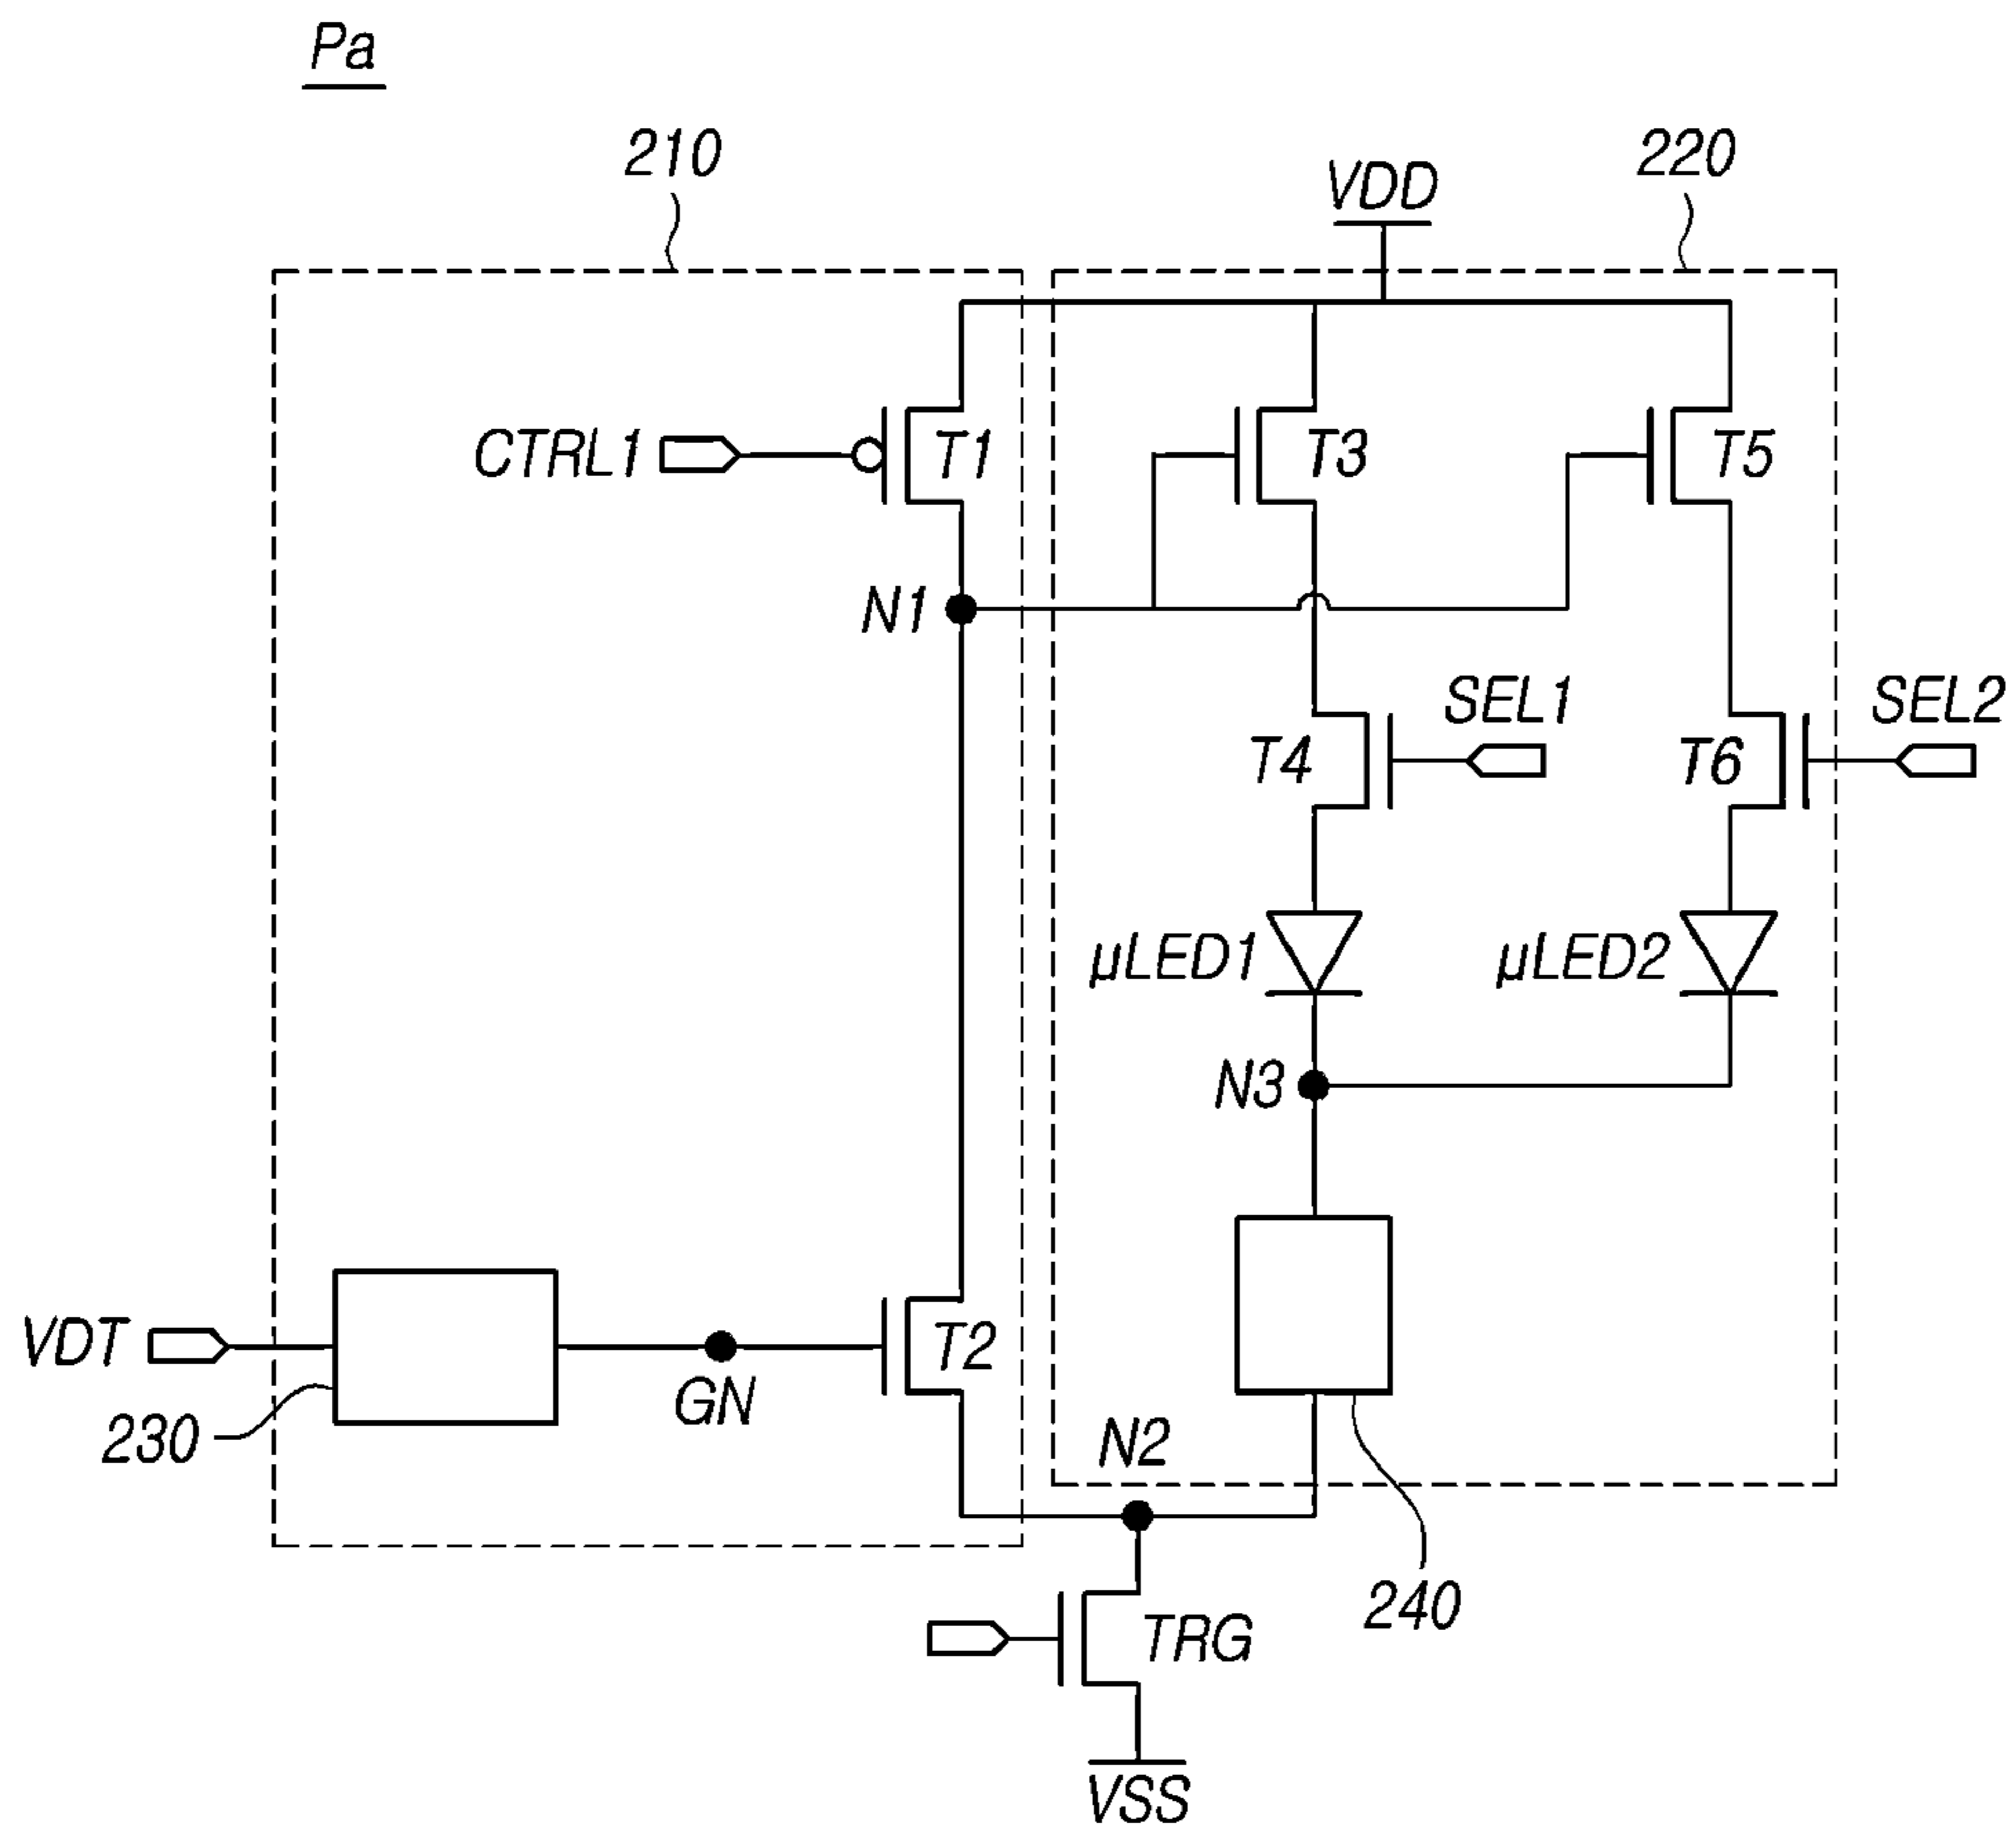 Pa
210
220
VDD
CTRL1
T1
T3
T5
N1
SEL1
SEL2
T4
T6
µLED1
µLED2
N3
VDT
T2
GN
230
N2
240
TRG
VSS